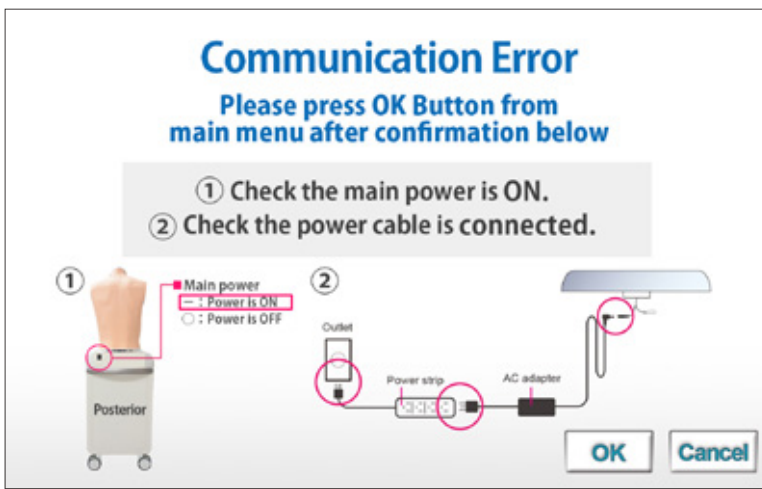 Communication Error
Please press OK Button from
main menu after confirmation below
① Check the main power is ON.
② Check the power cable is connected.
①
Main power
– : Power is ON
○ : Power is OFF
Posterior
②
Outlet
Power strip
AC adapter
OK
Cancel